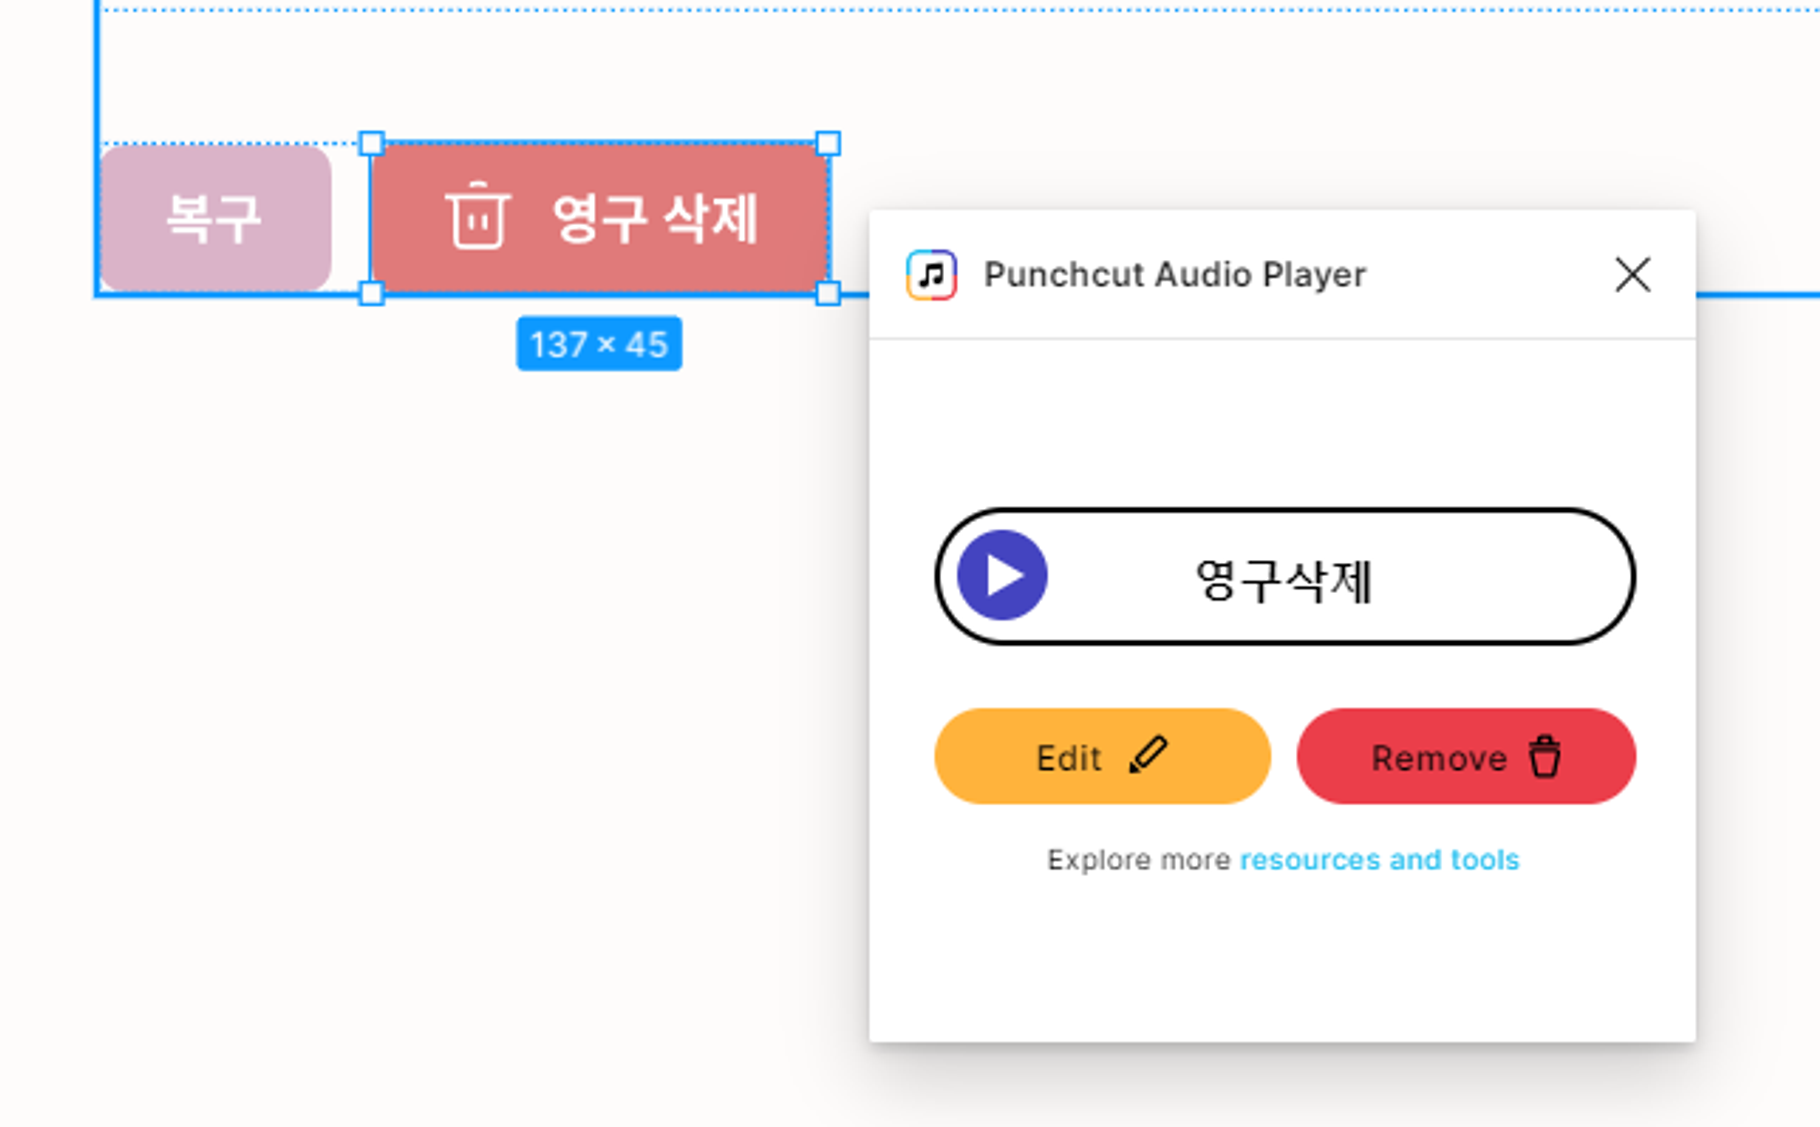 복구
영구 삭제
137 × 45
Punchcut Audio Player
영구삭제
Edit
Remove
Explore more resources and tools